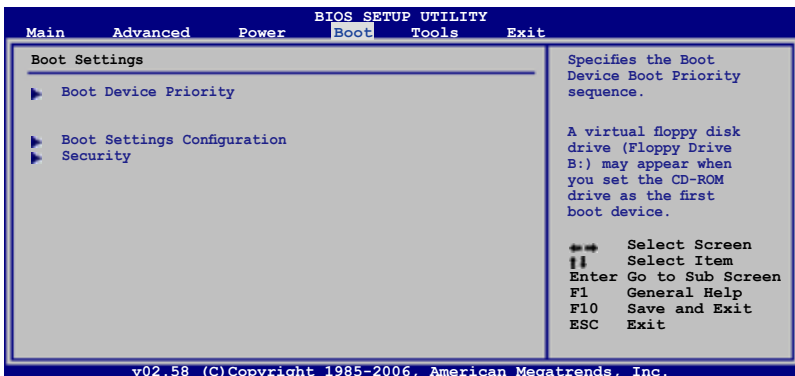 BIOS SETUP UTILITY
Main Advanced Power Boot Tools Exit
Boot Settings
Boot Device Priority
Boot Settings Configuration
Security
Specifies the Boot
Device Boot Priority
sequence.
A virtual floppy disk
drive (Floppy Drive
B:) may appear when
you set the CD-ROM
drive as the first
boot device.
Select Screen
Select Item
Enter Go to Sub Screen
F1 General Help
F10 Save and Exit
ESC Exit
v02.58 (C)Copyright 1985-2006, American Megatrends, Inc.